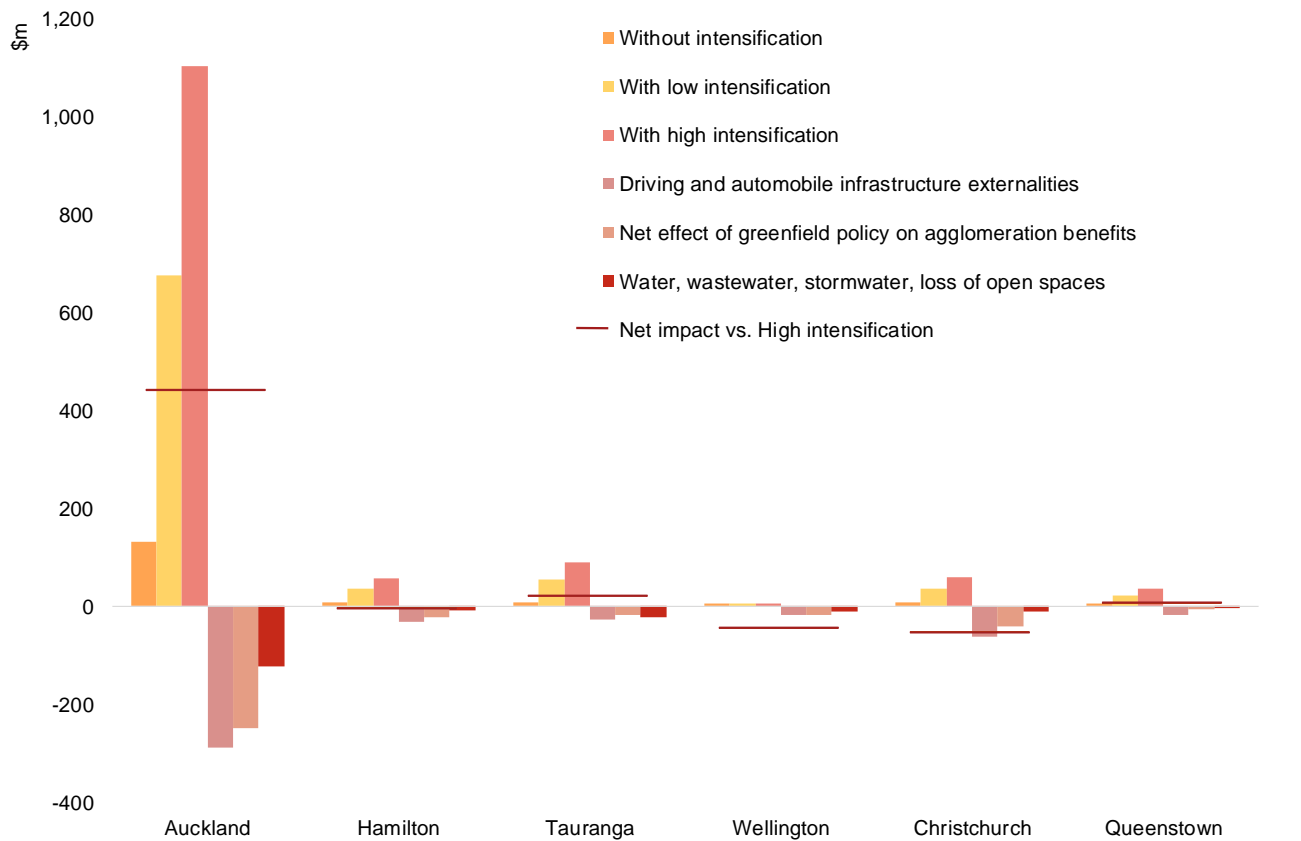 $m
1,200
1,000
800
600
400
200
0
-200
-400
Without intensification
With low intensification
With high intensification
Driving and automobile infrastructure externalities
Net effect of greenfield policy on agglomeration benefits
Water, wastewater, stormwater, loss of open spaces
Net impact vs. High intensification
Auckland
Hamilton
Tauranga
Wellington
Christchurch
Queenstown